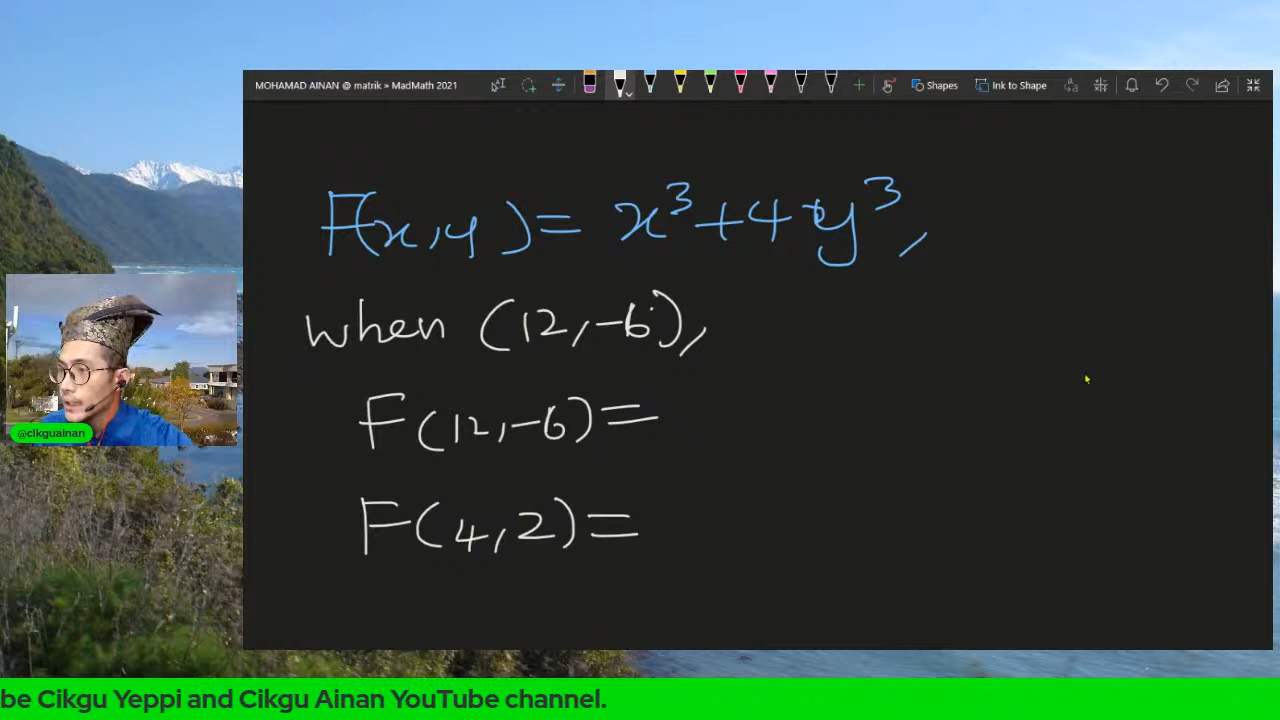 MOHAMAD AINAN @ matrik » MadMath 2021
Shapes
Ink to Shape
F(x,y)= x³+4y³,
when (12,-6),
F(12,-6)=
F(4,2)=
@cikguainan
be Cikgu Yeppi and Cikgu Ainan YouTube channel.